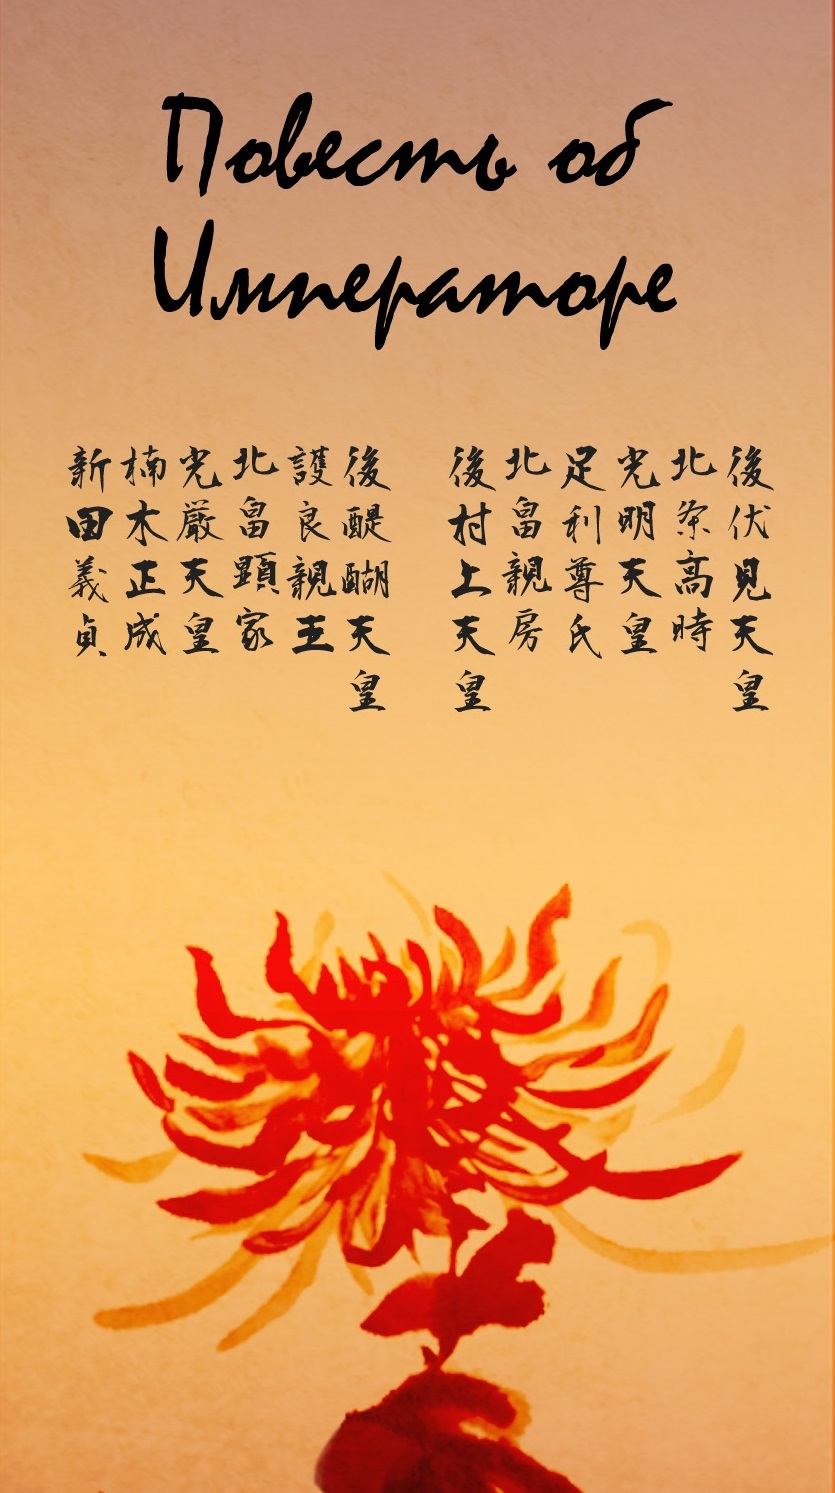 Повесть об
Императоре
後伏見天皇
北条高時
光明天皇
足利尊氏
北畠親房
後村上天皇
後醍醐天皇
護良親王
北畠顕家
光厳天皇
楠木正成
新田義貞